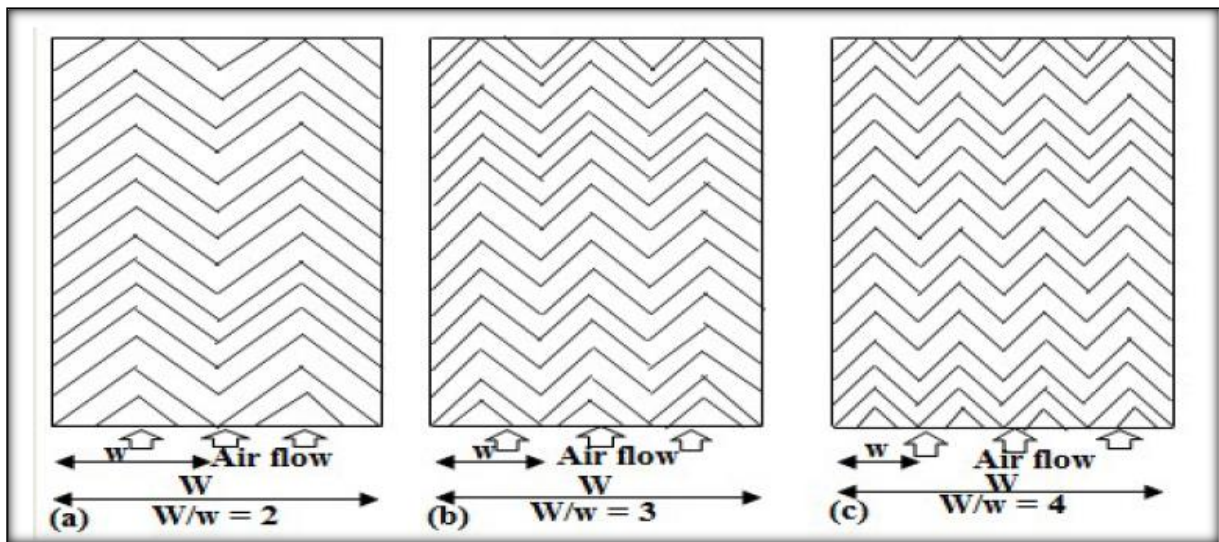 w
Air flow
W
(a)
W/w = 2
w
Air flow
W
(b)
W/w = 3
w
Air flow
W
(c)
W/w = 4